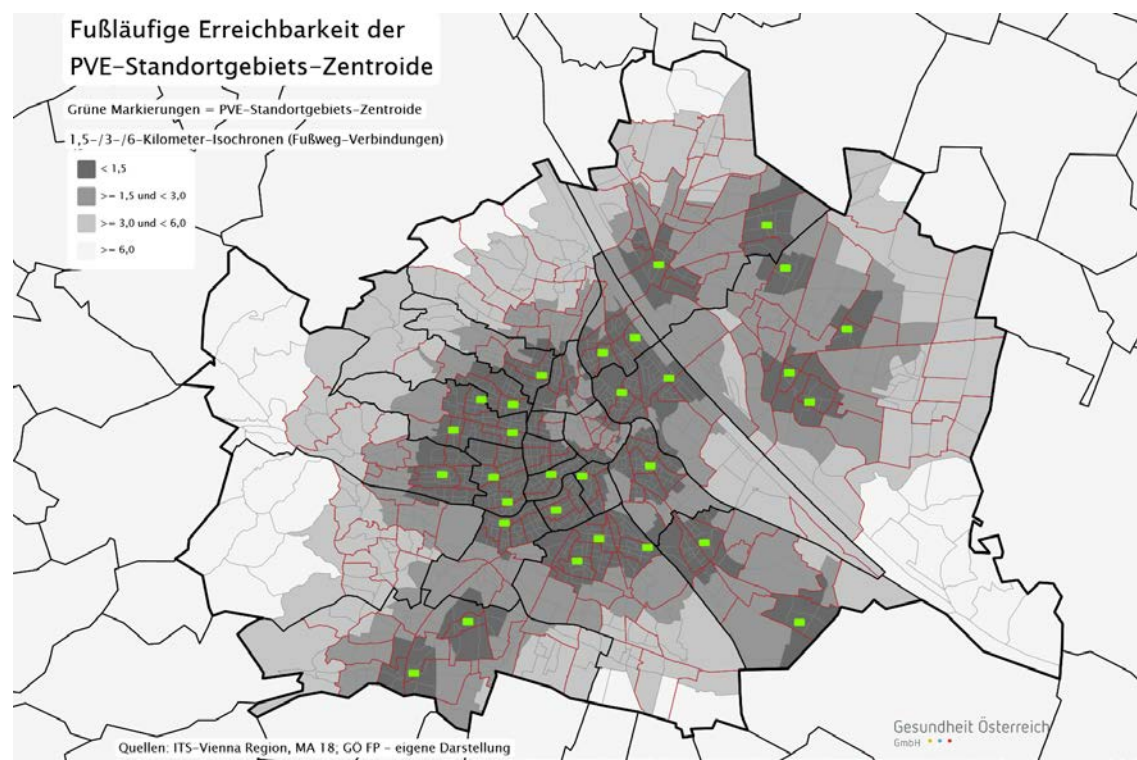 Fußläufige Erreichbarkeit der
PVE-Standortgebiets-Zentroide
Grüne Markierungen = PVE-Standortgebiets-Zentroide
1,5-/3-/6-Kilometer-Isochronen (Fußweg-Verbindungen)
< 1,5
>= 1,5 und < 3,0
>= 3,0 und < 6,0
>= 6,0
Gesundheit Österreich
GmbH
Quellen: ITS-Vienna Region, MA 18; GÖ FP - eigene Darstellung